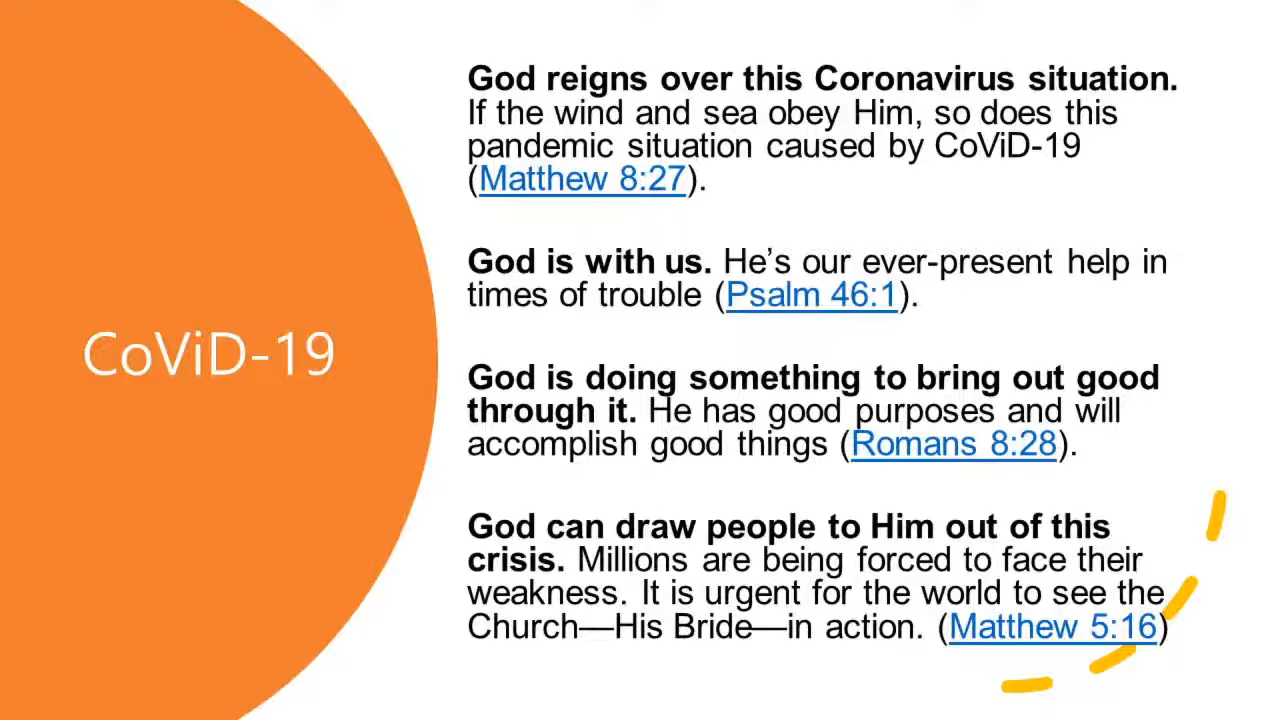 CoViD-19
God reigns over this Coronavirus situation.
If the wind and sea obey Him, so does this
pandemic situation caused by CoViD-19
(Matthew 8:27).
God is with us. He’s our ever-present help in
times of trouble (Psalm 46:1).
God is doing something to bring out good
through it. He has good purposes and will
accomplish good things (Romans 8:28).
God can draw people to Him out of this
crisis. Millions are being forced to face their
weakness. It is urgent for the world to see the
Church—His Bride—in action. (Matthew 5:16)